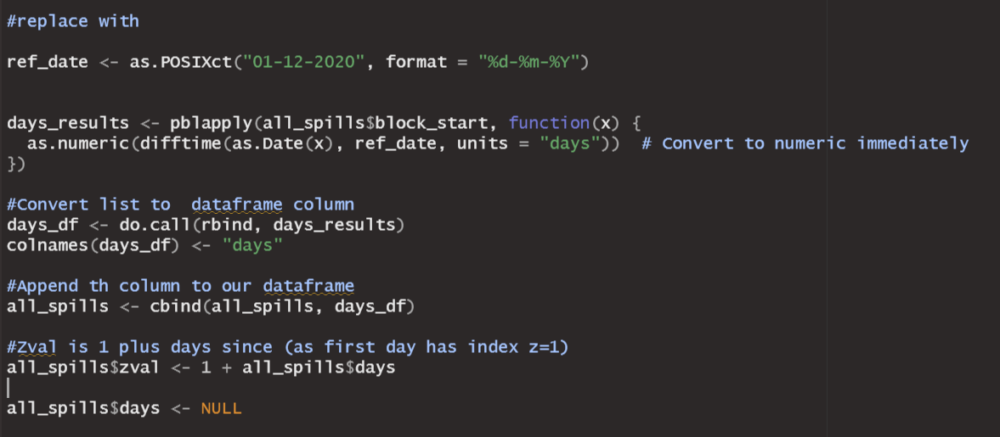 #replace with
ref_date <- as.POSIXct("01-12-2020", format = "%d-%m-%Y")
days_results <- pblapply(all_spills$block_start, function(x) {
  as.numeric(difftime(as.Date(x), ref_date, units = "days"))  # Convert to numeric immediately
})
#Convert list to  dataframe column
days_df <- do.call(rbind, days_results)
colnames(days_df) <- "days"
#Append th column to our dataframe
all_spills <- cbind(all_spills, days_df)
#Zval is 1 plus days since (as first day has index z=1)
all_spills$zval <- 1 + all_spills$days
all_spills$days <- NULL